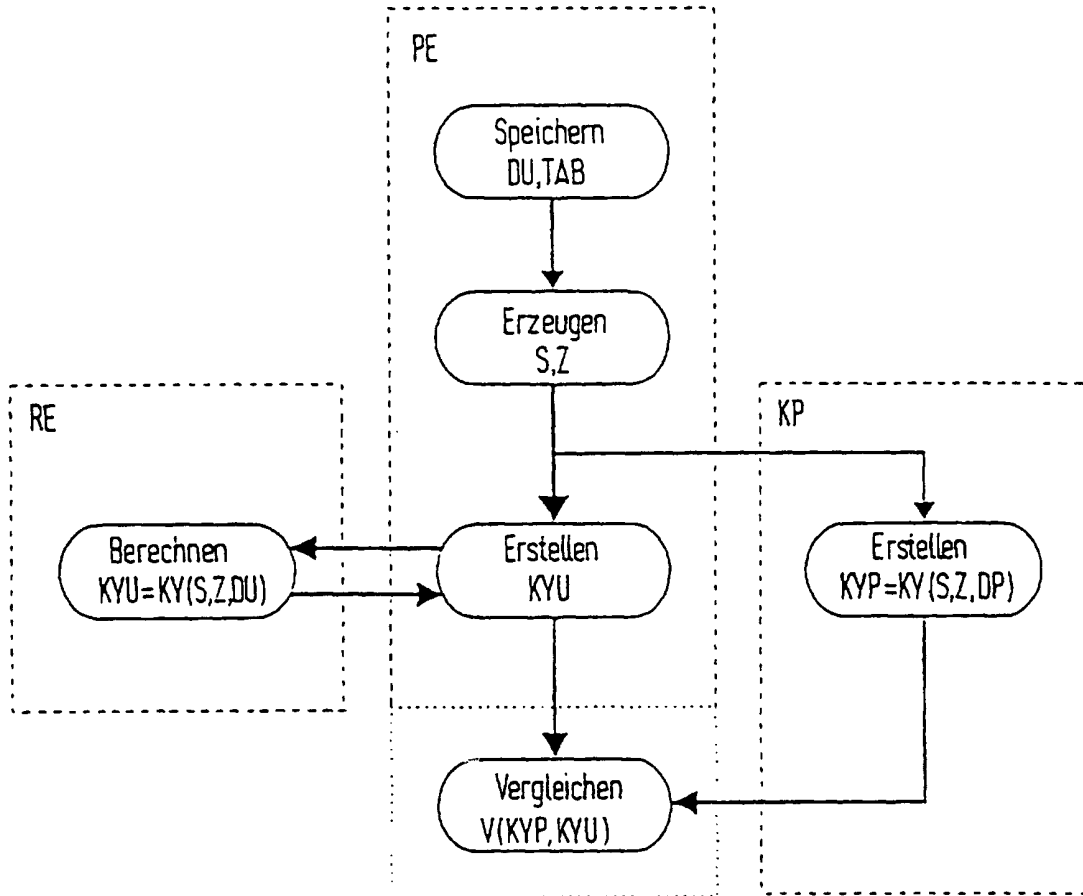 PE
Speichern
DU,TAB
Erzeugen
S,Z
RE
KP
Berechnen
KYU=KY(S,Z,DU)
Erstellen
KYU
Erstellen
KYP=KY(S,Z,DP)
Vergleichen
V(KYP,KYU)